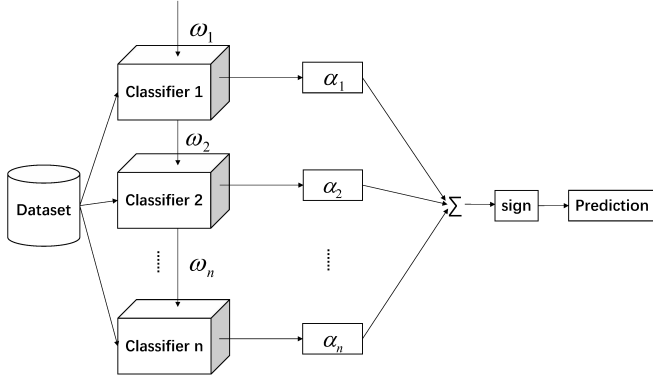 ω₁
Classifier 1
α₁
ω₂
Dataset
Classifier 2
α₂
∑
sign
Prediction
ωₙ
Classifier n
αₙ